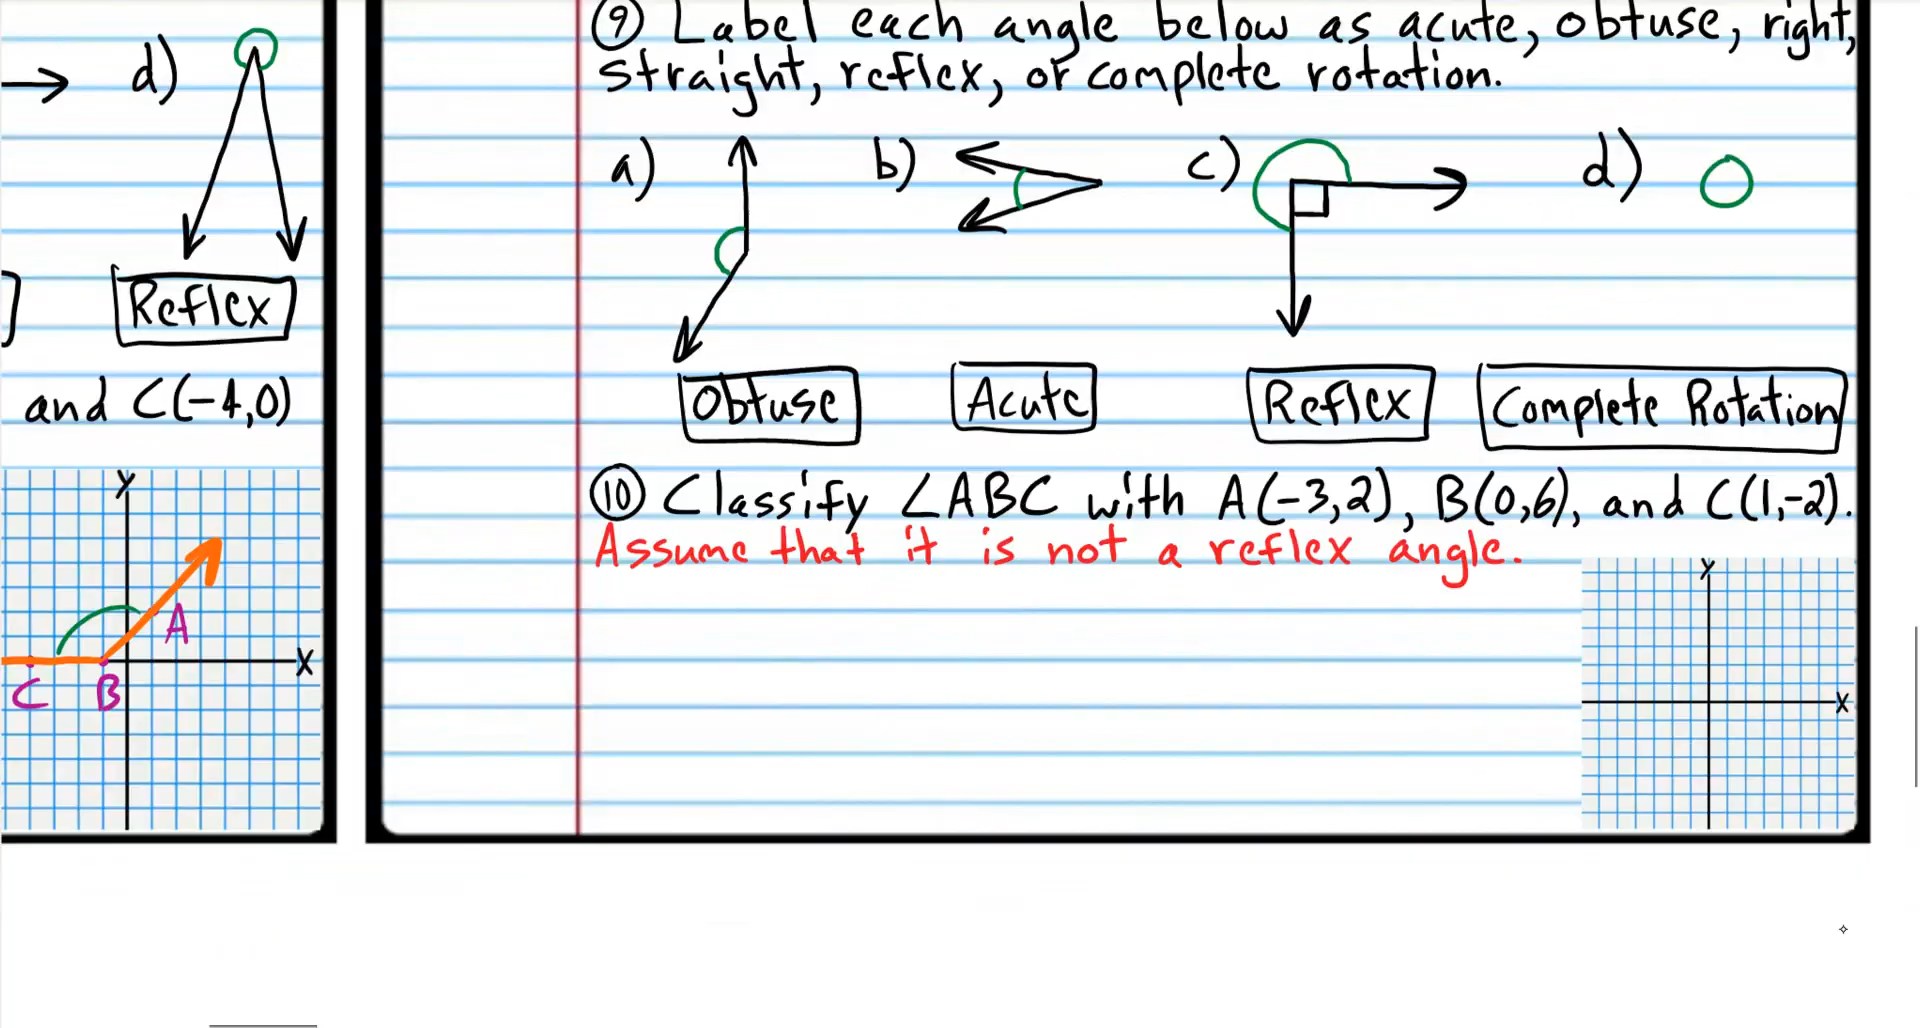 d)
Reflex
and C(-4,0)
Y
A
X
C B
⑨ Label each angle below as acute, obtuse, right,
straight, reflex, or complete rotation.
a) b) c) d)
Obtuse Acute Reflex Complete Rotation
⑩ Classify ∠ABC with A(-3,2), B(0,6), and C(1,-2).
Assume that it is not a reflex angle.
Y
X